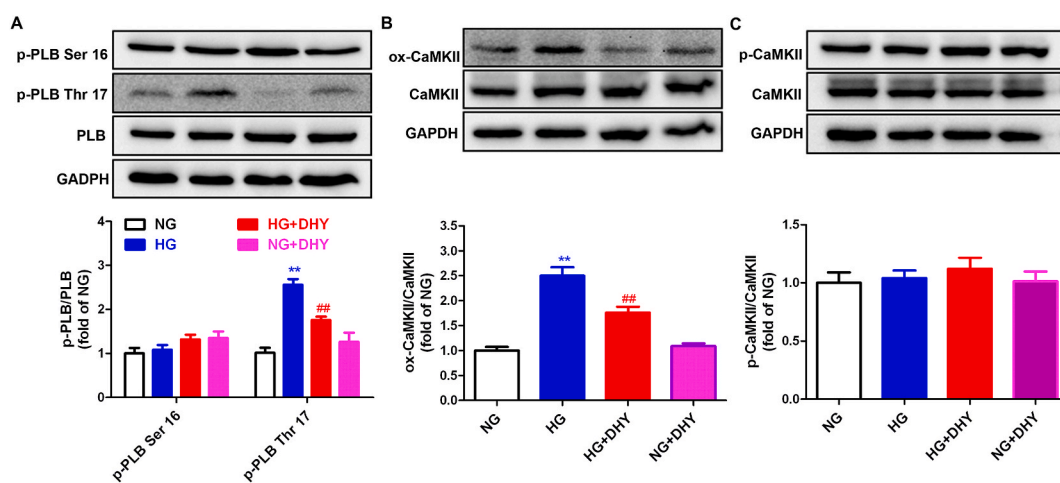 A
p-PLB Ser 16
p-PLB Thr 17
PLB
GADPH
NG
HG
HG+DHY
NG+DHY
p-PLB/PLB
(fold of NG)
4
3
2
1
0
**
##
p-PLB Ser 16
p-PLB Thr 17
B
ox-CaMKII
CaMKII
GAPDH
ox-CaMKII/CaMKII
(fold of NG)
3.0
2.5
2.0
1.5
1.0
0.5
0.0
**
##
NG
HG
HG+DHY
NG+DHY
C
p-CaMKII
CaMKII
GAPDH
p-CaMKII/CaMKII
(fold of NG)
1.5
1.0
0.5
0.0
NG
HG
HG+DHY
NG+DHY